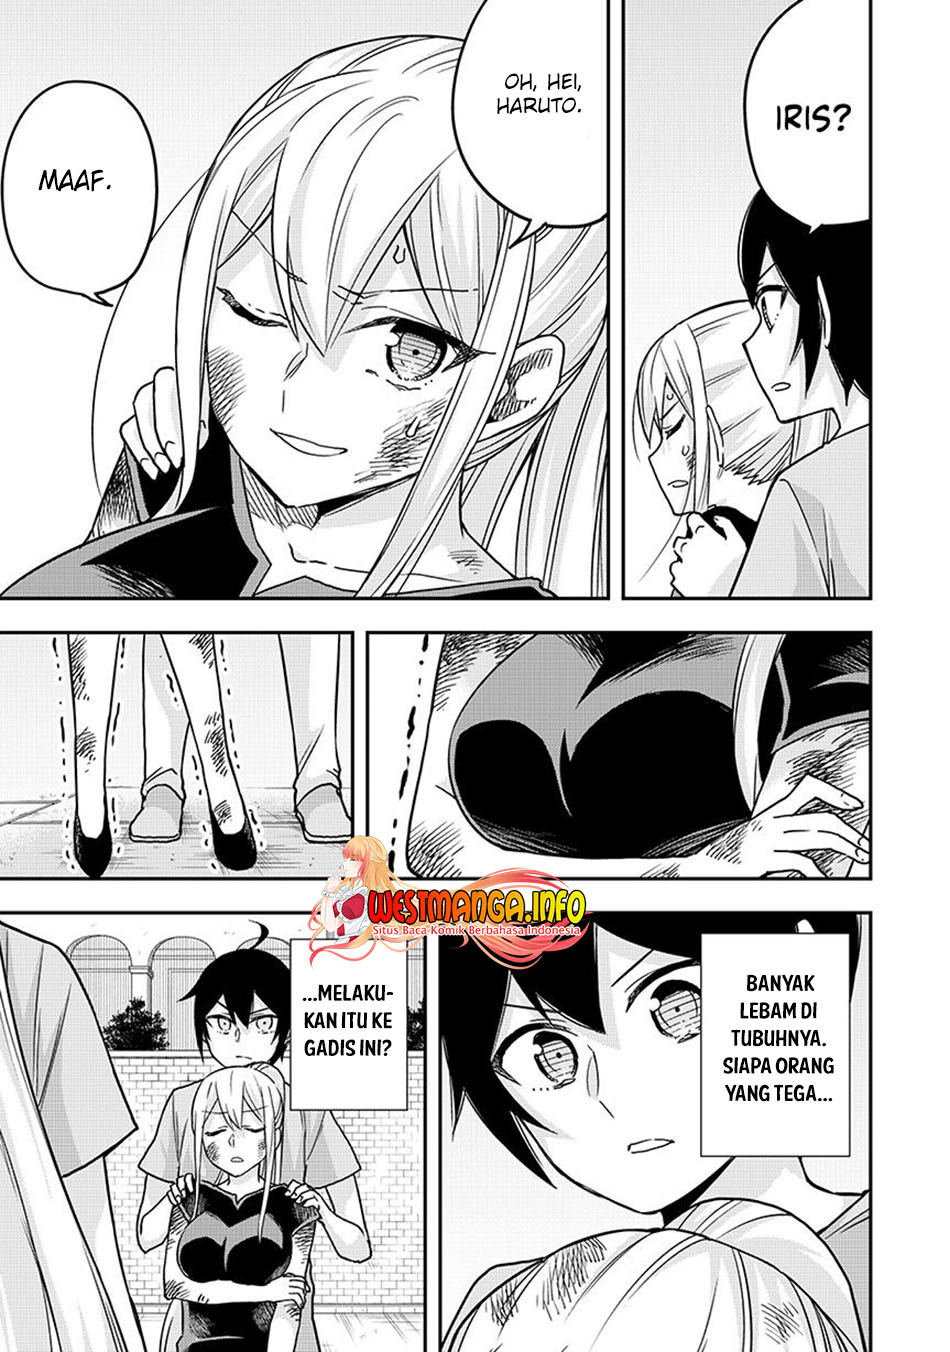 IRIS?
OH, HEI,
HARUTO.
MAAF.
WESTMANGA.INFO
Situs Baca Komik Berbahasa Indonesia
BANYAK
LEBAM DI
TUBUHNYA.
SIAPA ORANG
YANG TEGA...
...MELAKU-
KAN ITU KE
GADIS INI?